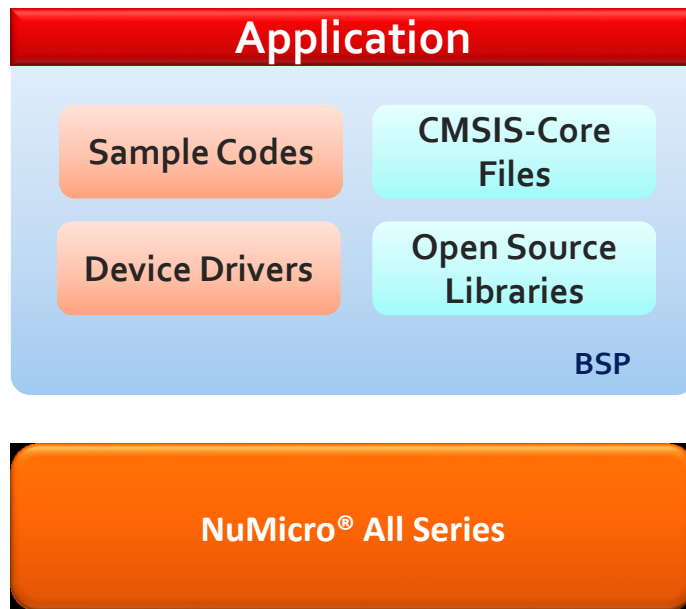 Application
Sample Codes
CMSIS-Core
Files
Device Drivers
Open Source
Libraries
BSP
NuMicro® All Series